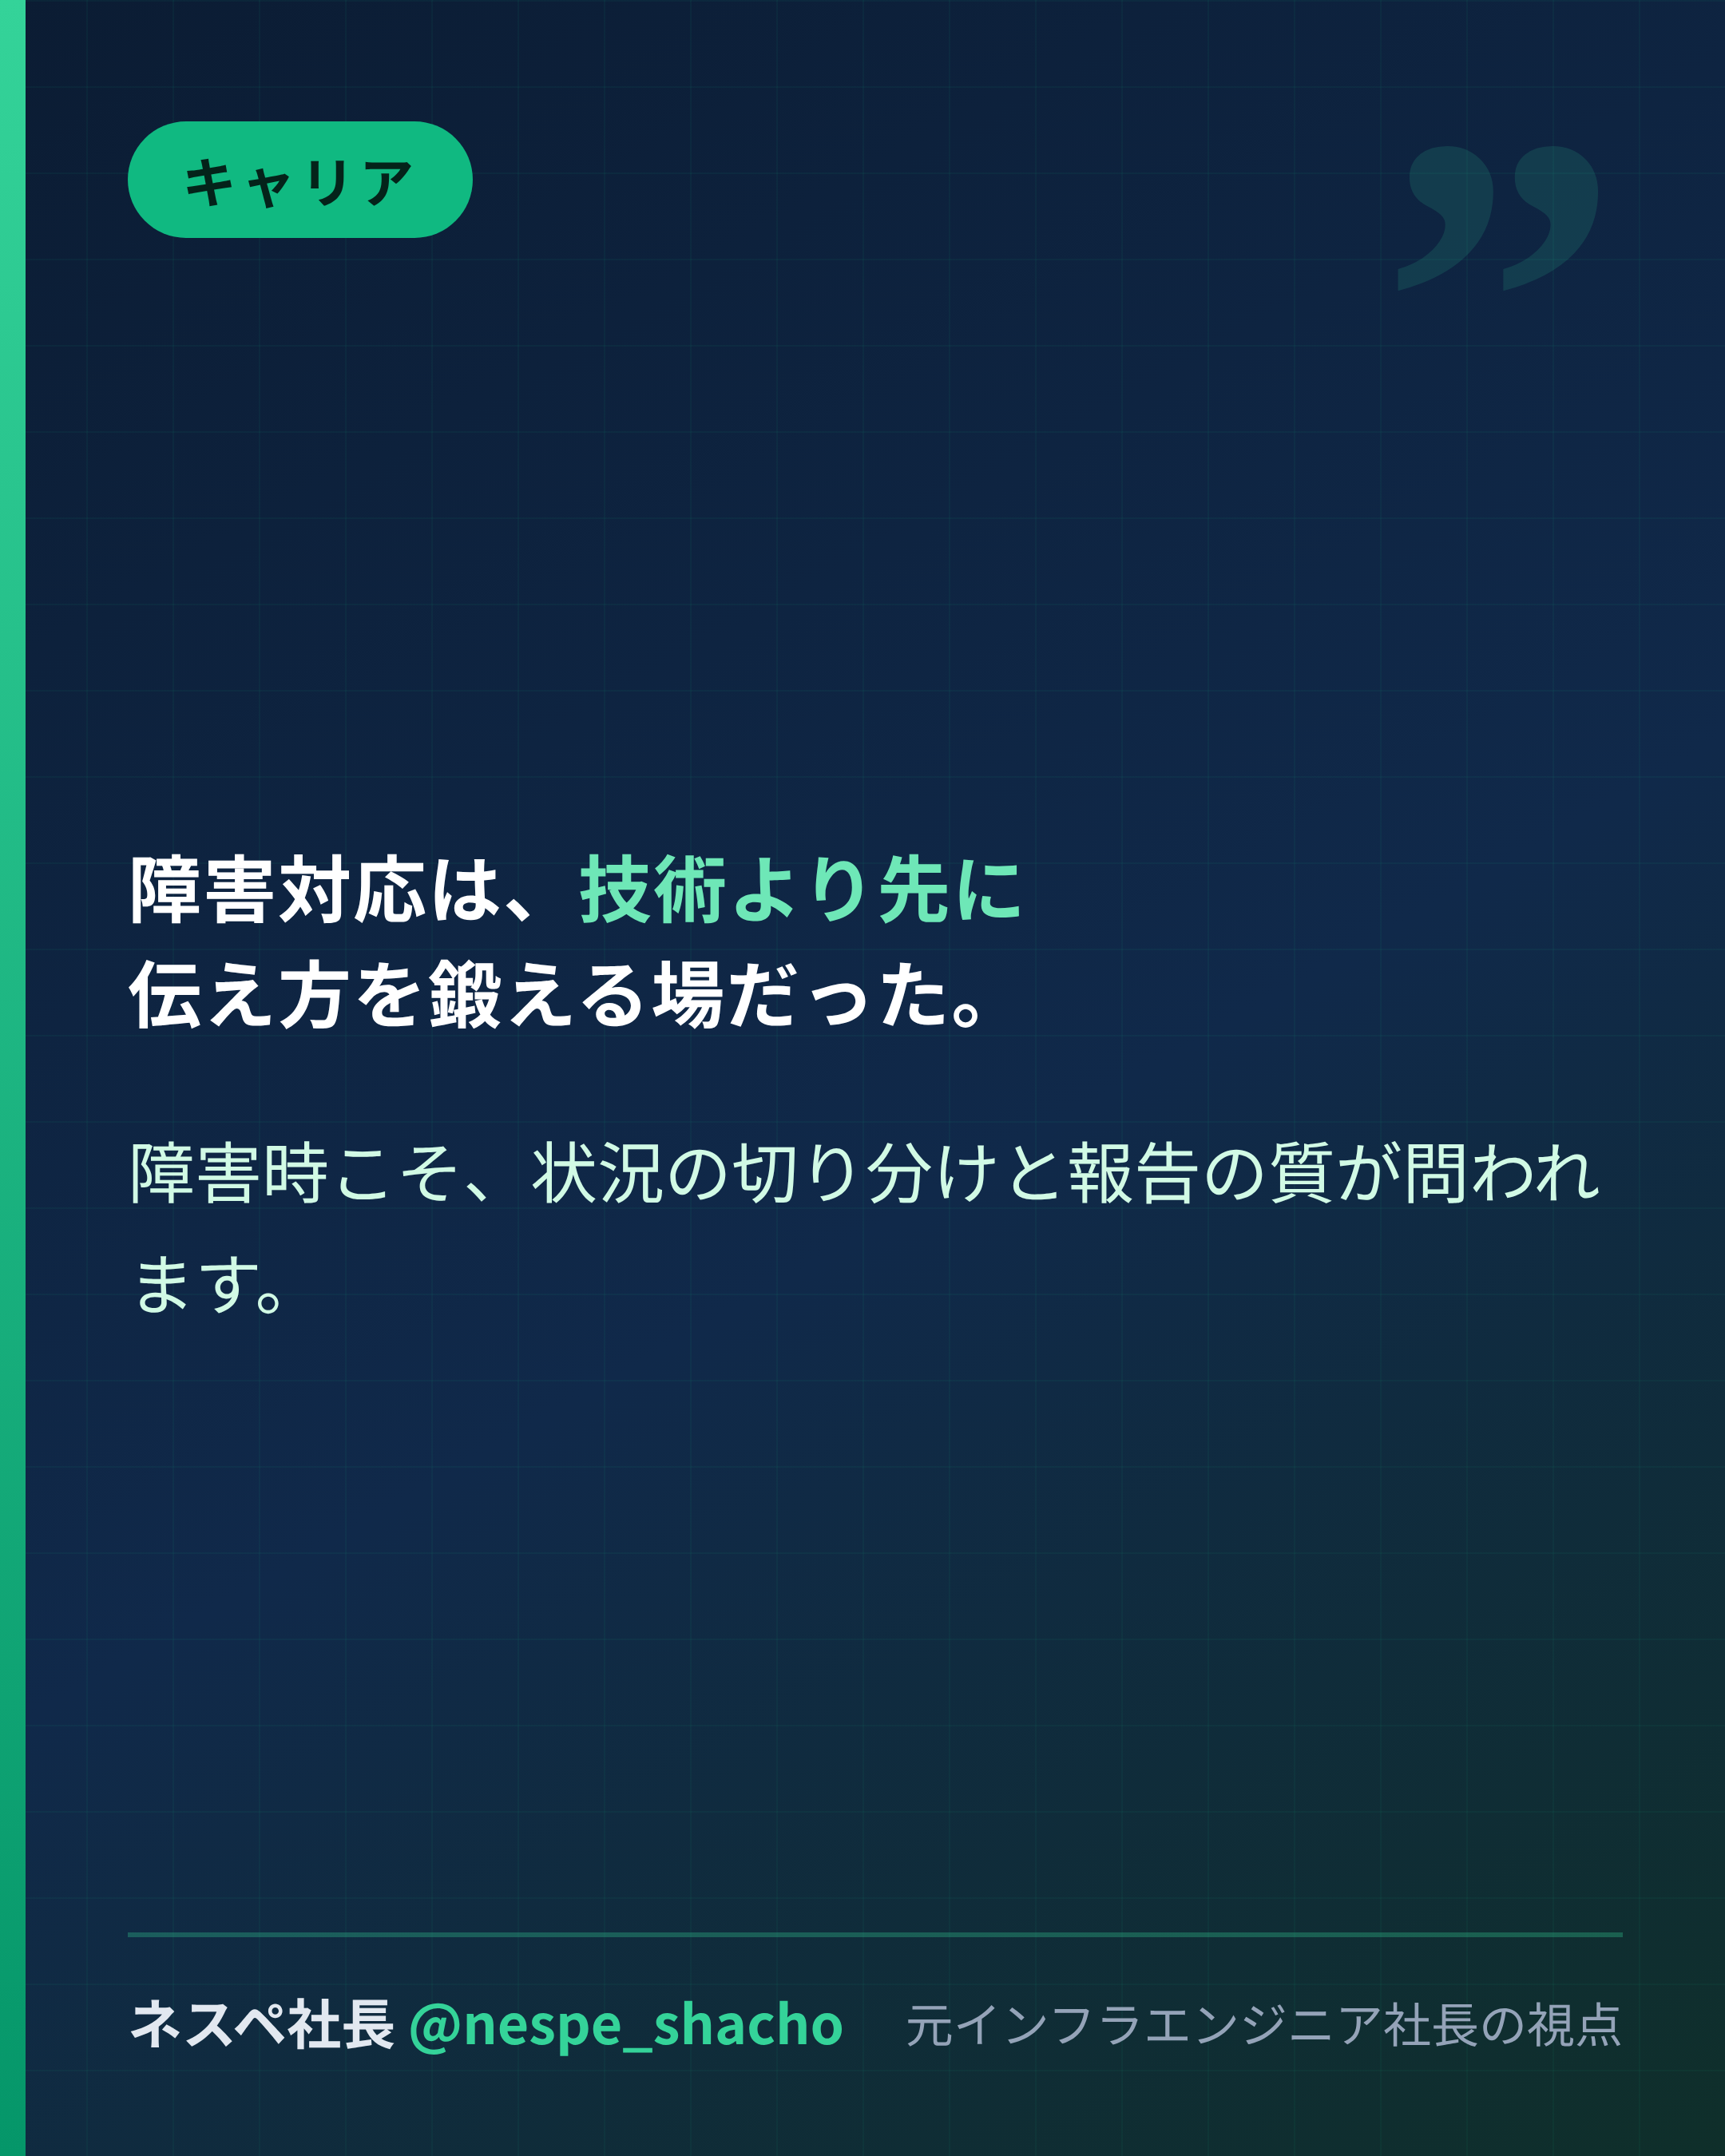 キャリア
”
障害対応は、技術より先に
伝え方を鍛える場だった。
障害時こそ、状況の切り分けと報告の質が問われ
ます。
ネスペ社長 @nespe_shacho 元インフラエンジニア社長の視点